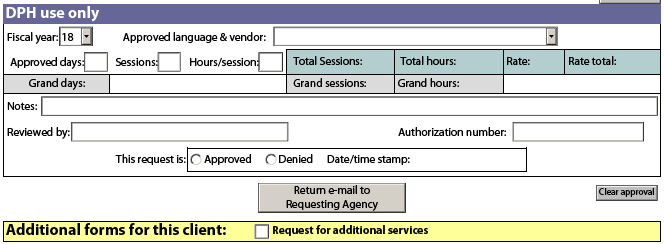 DPH use only
Fiscal year: 18 Approved language & vendor:
Approved days: Sessions: Hours/session: Total Sessions: Total hours: Rate: Rate total:
Grand days: Grand sessions: Grand hours:
Notes:
Reviewed by: Authorization number:
This request is: Approved Denied Date/time stamp:
Return e-mail to
Requesting Agency
Clear approval
Additional forms for this client: Request for additional services